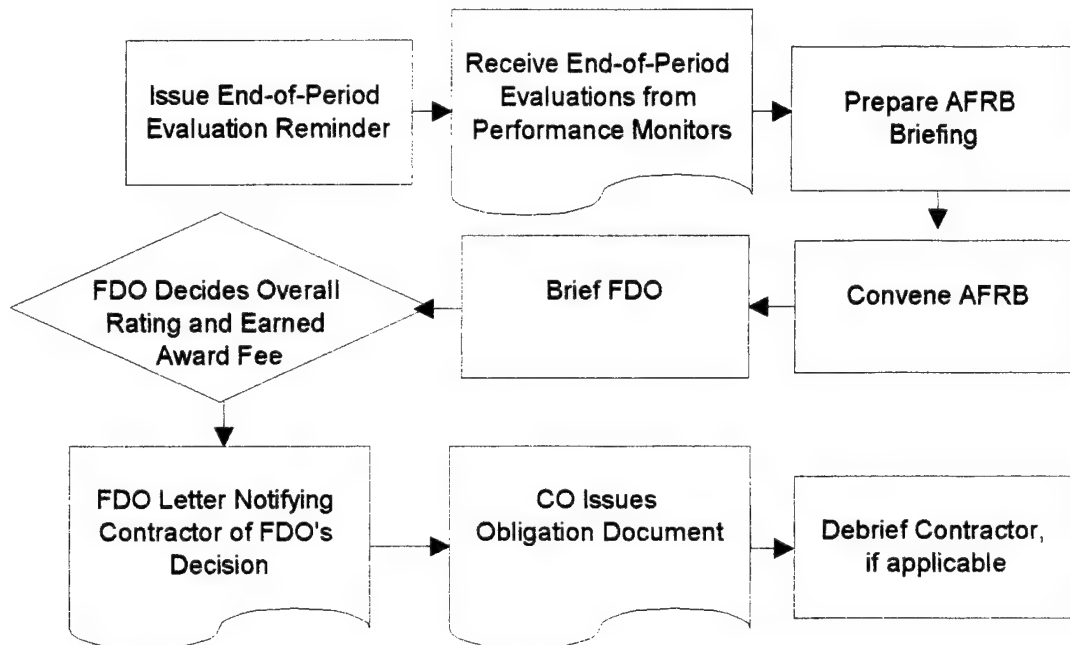 Issue End-of-Period
Evaluation Reminder
Receive End-of-Period
Evaluations from
Performance Monitors
Prepare AFRB
Briefing
Convene AFRB
Brief FDO
FDO Decides Overall
Rating and Earned
Award Fee
FDO Letter Notifying
Contractor of FDO's
Decision
CO Issues
Obligation Document
Debrief Contractor,
if applicable